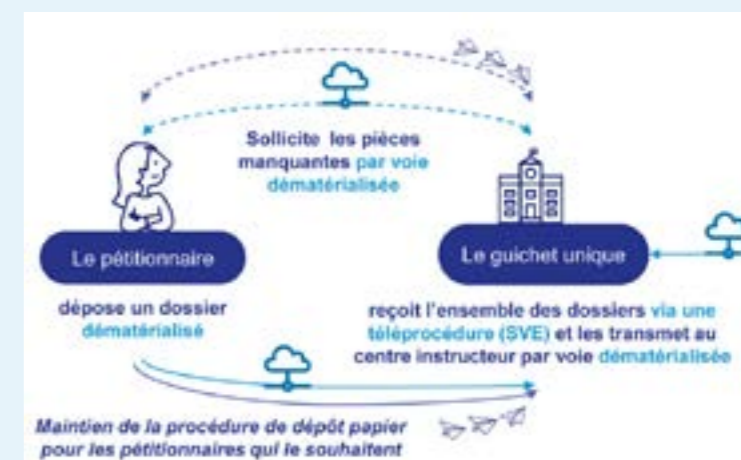 Sollicite les pièces
manquantes par voie
dématérialisée
Le pétitionnaire
dépose un dossier
dématérialisé
Le guichet unique
reçoit l'ensemble des dossiers via une
téléprocédure (SVE) et les transmet au
centre instructeur par voie dématérialisée
Maintien de la procédure de dépôt papier
pour les pétitionnaires qui le souhaitent